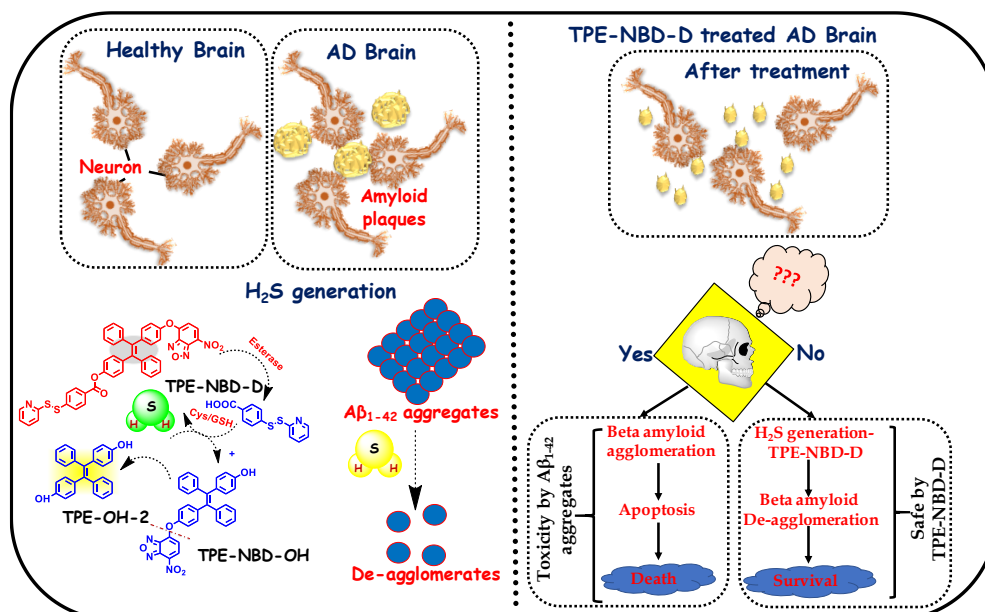 Healthy Brain
AD Brain
Neuron
Amyloid
plaques
H₂S generation
O
NO₂
N
O
N
O
O
S-S
N
TPE-NBD-D
Esterase
HOOC
S-S
N
Cys/GSH
S
H H
+
OH
OH
TPE-OH-2
OH
O
N
O
N
NO₂
TPE-NBD-OH
Aβ₁₋₄₂ aggregates
S
H H
De-agglomerates
TPE-NBD-D treated AD Brain
After treatment
???
Yes
No
Toxicity by Aβ₁₋₄₂
aggregates
Beta amyloid
agglomeration
Apoptosis
Death
H₂S generation-
TPE-NBD-D
Beta amyloid
De-agglomeration
Survival
Safe by
TPE-NBD-D